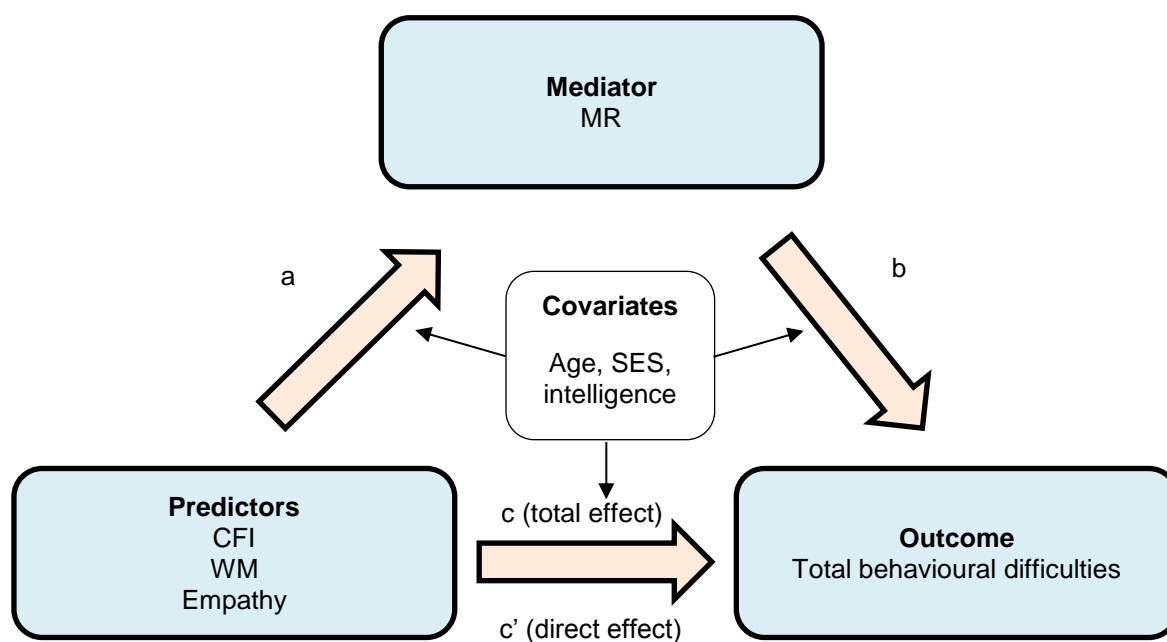 Mediator
MR
a
b
Covariates
Age, SES,
intelligence
Predictors
CFI
WM
Empathy
c (total effect)
c’ (direct effect)
Outcome
Total behavioural difficulties